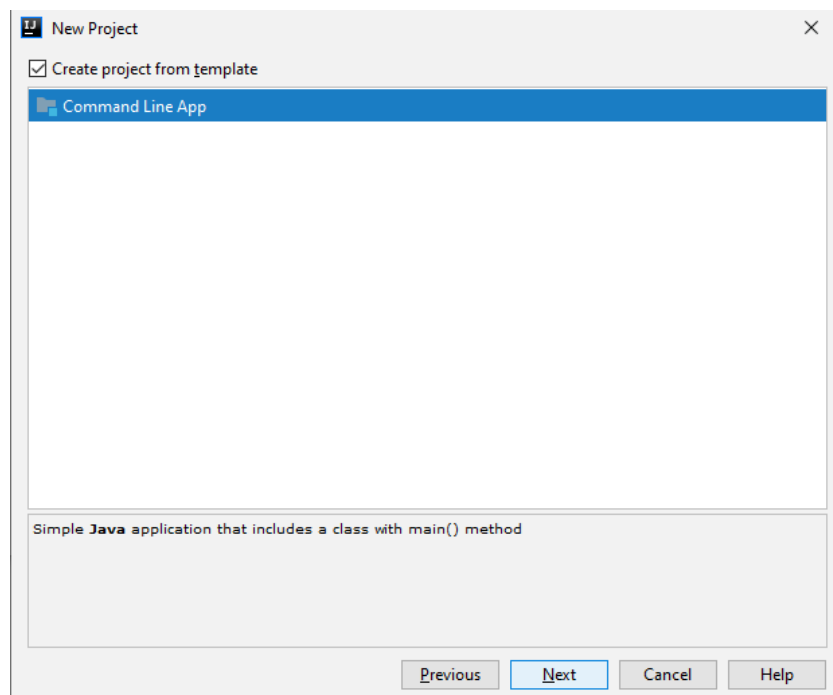 IJ
New Project
Create project from template
Command Line App
Simple Java application that includes a class with main() method
Previous Next Cancel Help